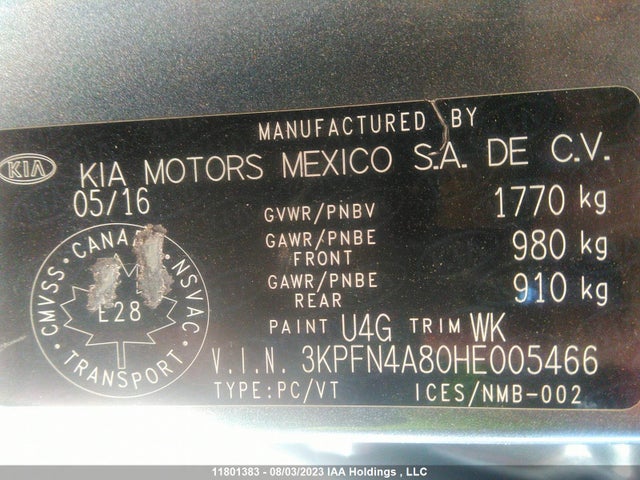 MANUFACTURED BY
KIA
KIA MOTORS MEXICO S.A. DE C.V.
05/16
GVWR/PNBV 1770 kg
GAWR/PNBE FRONT 980 kg
GAWR/PNBE REAR 910 kg
CMVSS · CANADA · NSVAC · TRANSPORT ·
E28
PAINT U4G TRIM WK
V.I.N. 3KPFN4A80HE005466
TYPE:PC/VT ICES/NMB-002
11801383 - 08/03/2023 IAA Holdings , LLC